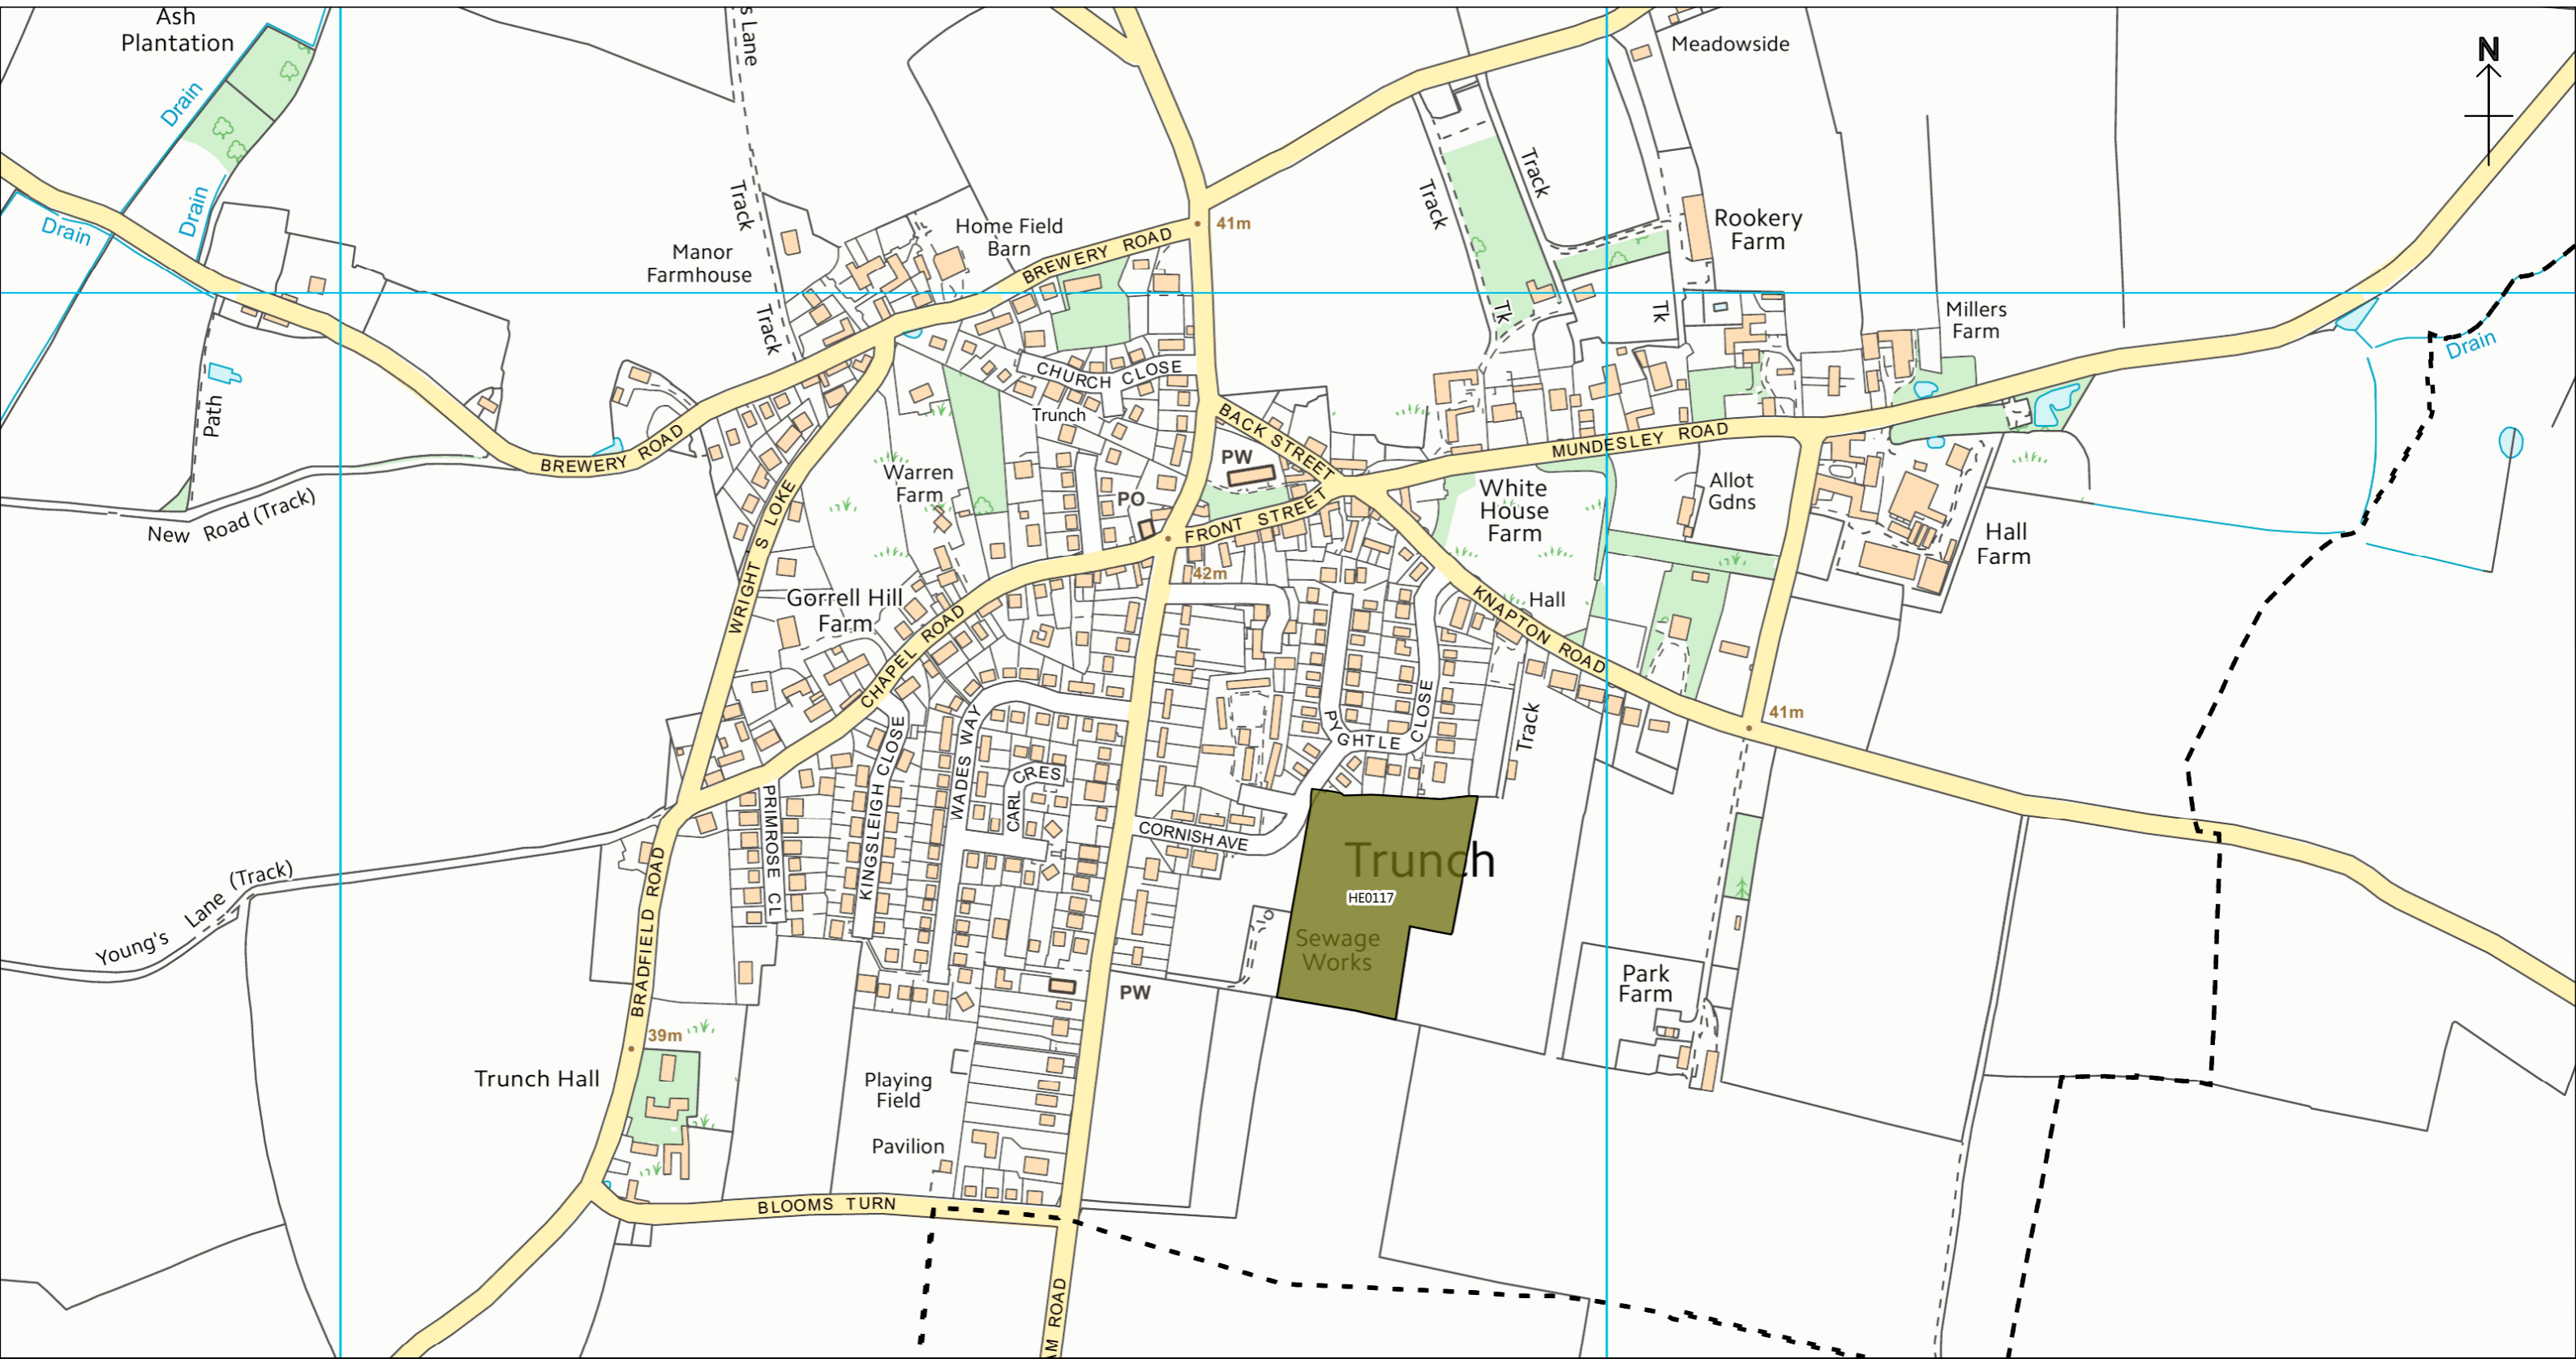 Ash
Plantation
s Lane
Meadowside
N
Drain
Drain
Drain
Track
Track
Track
Home Field
Barn
Manor
Farmhouse
BREWERY ROAD
41m
Rookery
Farm
Track
Tk
Tk
Millers
Farm
Drain
Path
CHURCH CLOSE
Trunch
BACK STREET
BREWERY ROAD
MUNDESLEY ROAD
PW
Warren
Farm
PO
White
House
Farm
Allot
Gdns
New Road (Track)
WRIGHT'S LOKE
FRONT STREET
Hall
Farm
42m
Gorrell Hill
Farm
Hall
KNAPTON ROAD
CHAPEL ROAD
41m
PYGHTLE CLOSE
Track
WADES WAY
KINGSLEIGH CLOSE
CARL CRES
PRIMROSE CL
CORNISH AVE
Trunch
HE0117
Young's Lane (Track)
BRADFIELD ROAD
Sewage
Works
Park
Farm
PW
39m
Trunch Hall
Playing
Field
Pavilion
BLOOMS TURN
AM ROAD